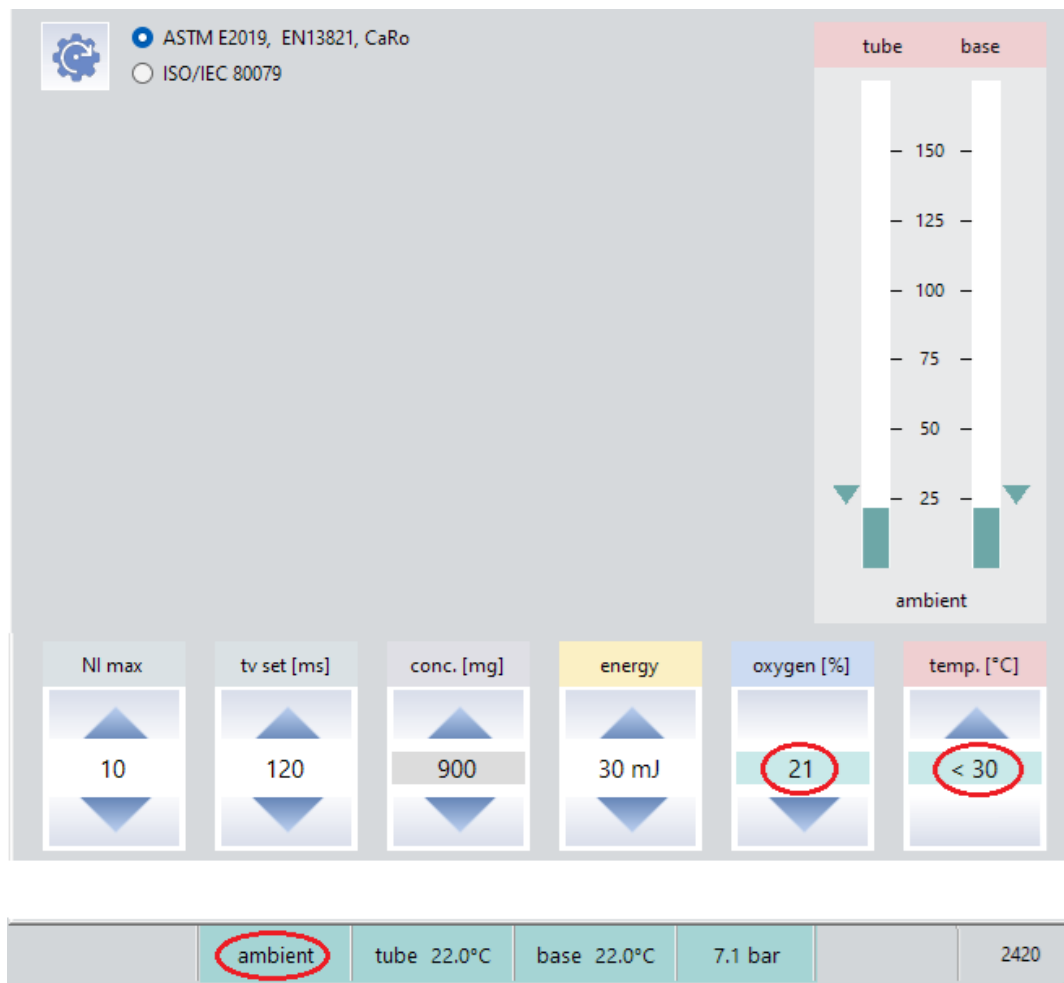 ASTM E2019, EN13821, CaRo
ISO/IEC 80079
tube base
150
125
100
75
50
25
ambient
NI max tv set [ms] conc. [mg] energy oxygen [%] temp. [°C]
10 120 900 30 mJ 21 < 30
ambient tube 22.0°C base 22.0°C 7.1 bar 2420